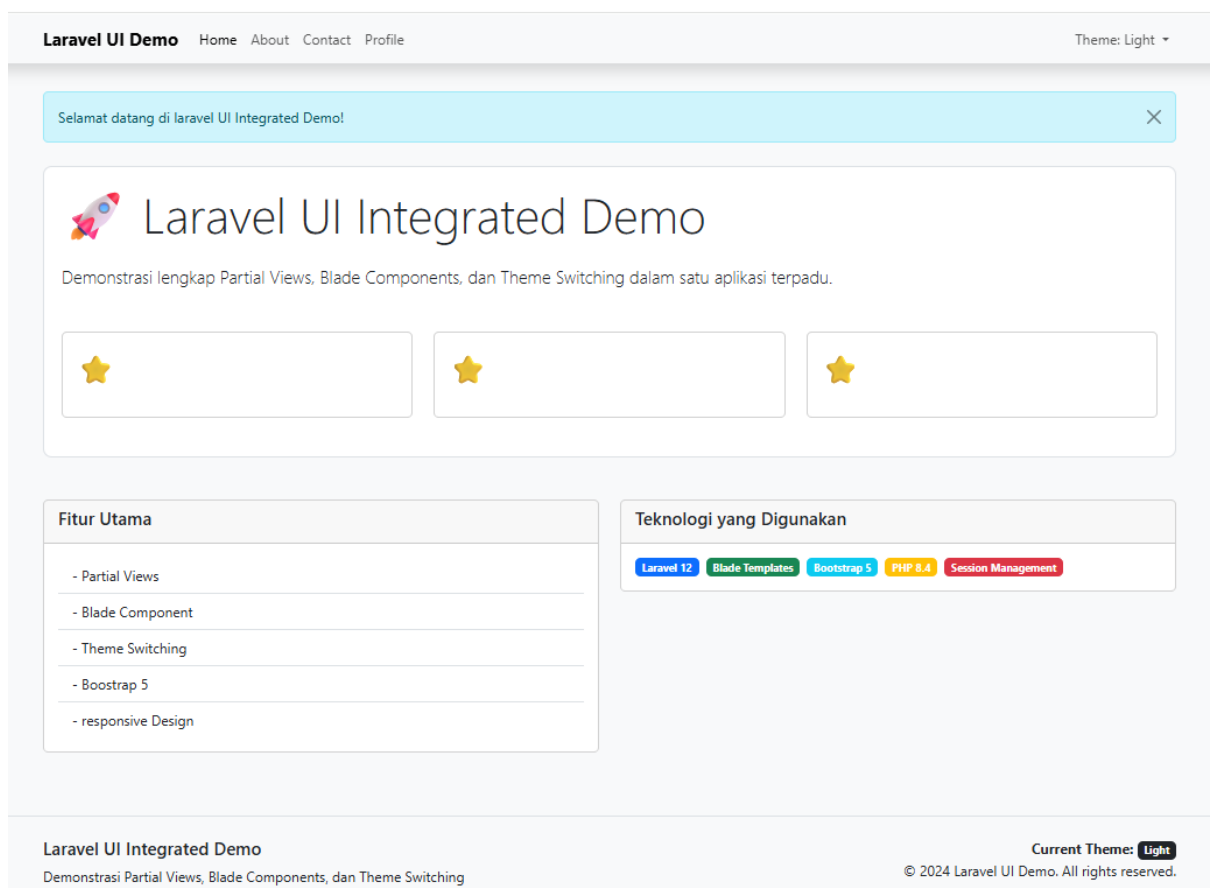 Laravel UI Demo Home About Contact Profile Theme: Light
Selamat datang di laravel UI Integrated Demo!
Laravel UI Integrated Demo
Demonstrasi lengkap Partial Views, Blade Components, dan Theme Switching dalam satu aplikasi terpadu.
Fitur Utama
- Partial Views
- Blade Component
- Theme Switching
- Boostrap 5
- responsive Design
Teknologi yang Digunakan
Laravel 12 Blade Templates Bootstrap 5 PHP 8.4 Session Management
Laravel UI Integrated Demo
Demonstrasi Partial Views, Blade Components, dan Theme Switching
Current Theme: Light
© 2024 Laravel UI Demo. All rights reserved.